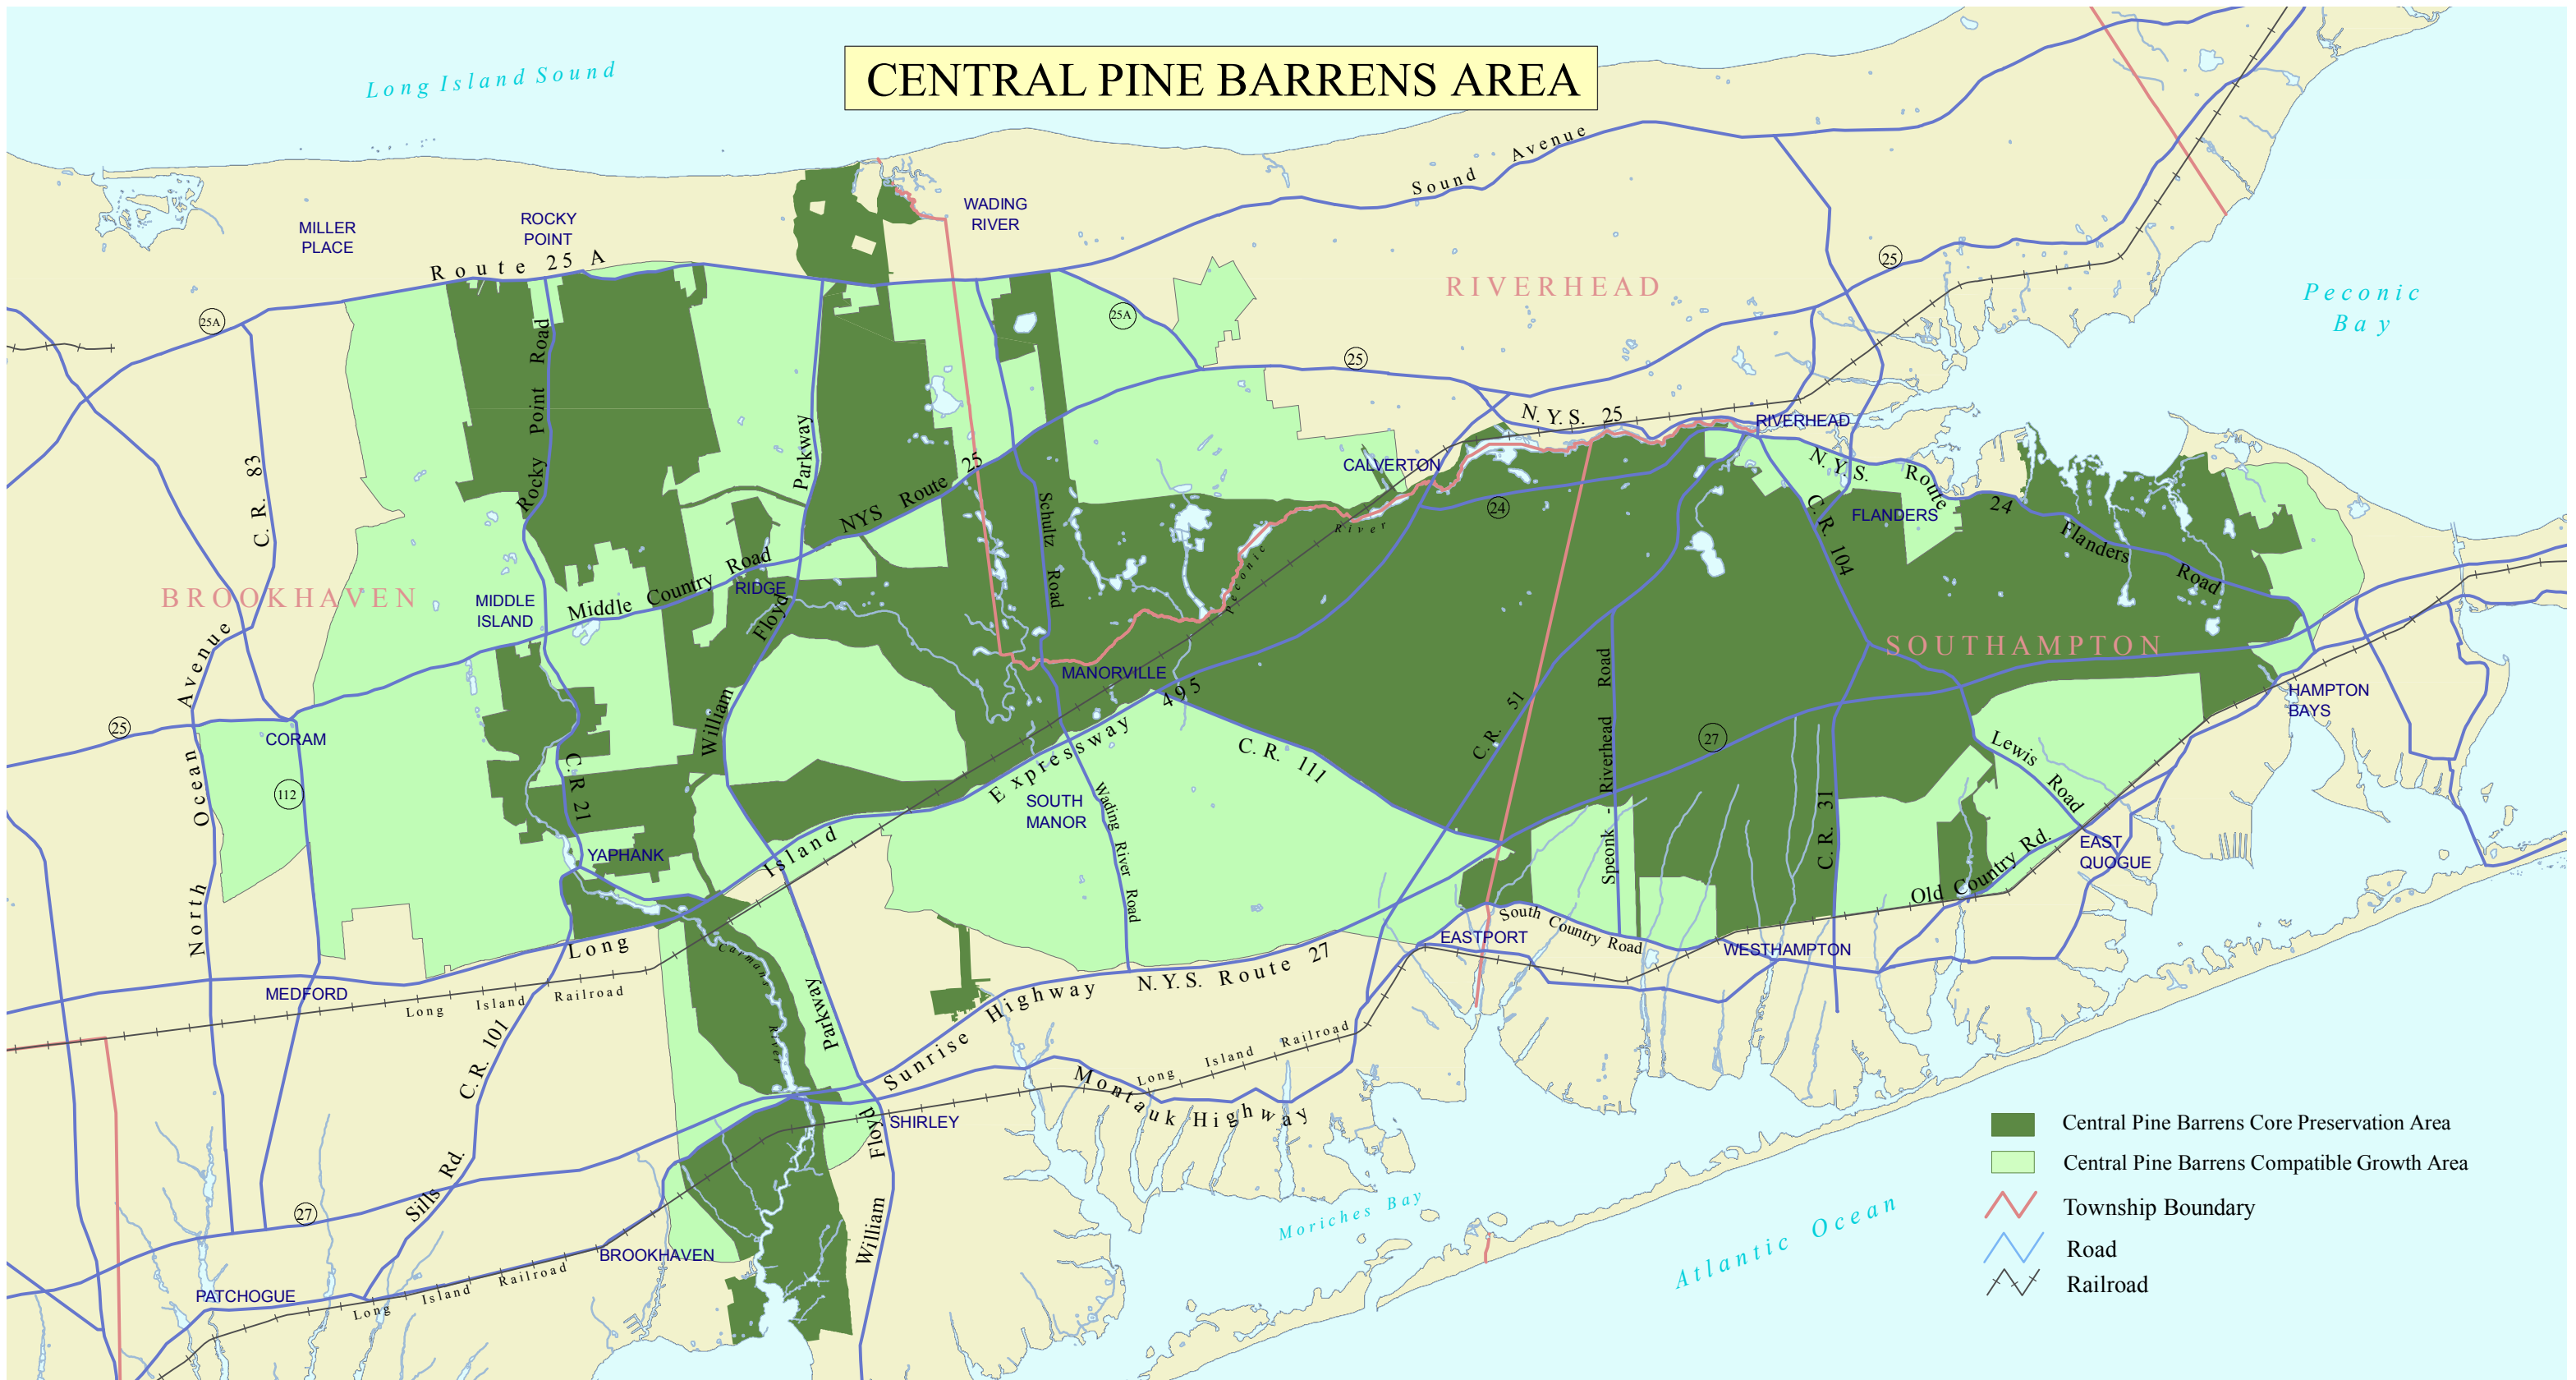 CENTRAL PINE BARRENS AREA
Long Island Sound
Sound Avenue
WADING
RIVER
ROCKY
POINT
MILLER
PLACE
Route 25 A
25
RIVERHEAD
Peconic
Bay
25A
25A
25
Rocky Point Road
Parkway
N.Y.S. 25
RIVERHEAD
C. R. 83
CALVERTON
25
NYS Route
N.Y.S. Route 24
24
FLANDERS
Schultz Road
River
Peconic
C. R. 104
Flanders Road
BROOKHAVEN
MIDDLE
ISLAND
Middle Country Road
RIDGE
William Floyd
SOUTHAMPTON
North Ocean Avenue
MANORVILLE
Speonk - Riverhead Road
HAMPTON
BAYS
25
CORAM
C. R. 51
27
C. R. 111
Lewis Road
112
C. R 21
Long Island Expressway 495
SOUTH
MANOR
Wading River Road
C. R. 31
YAPHANK
EAST
QUOGUE
Old Country Rd.
South Country Road
EASTPORT
WESTHAMPTON
Carmans River
MEDFORD
Long Island Railroad
Sunrise Highway N.Y.S. Route 27
Parkway
C. R. 101
Long Island Railroad
Montauk Highway
SHIRLEY
William Floyd
Sills Rd.
27
Moriches Bay
Atlantic Ocean
BROOKHAVEN
PATCHOGUE
Long Island Railroad
Central Pine Barrens Core Preservation Area
Central Pine Barrens Compatible Growth Area
Township Boundary
Road
Railroad